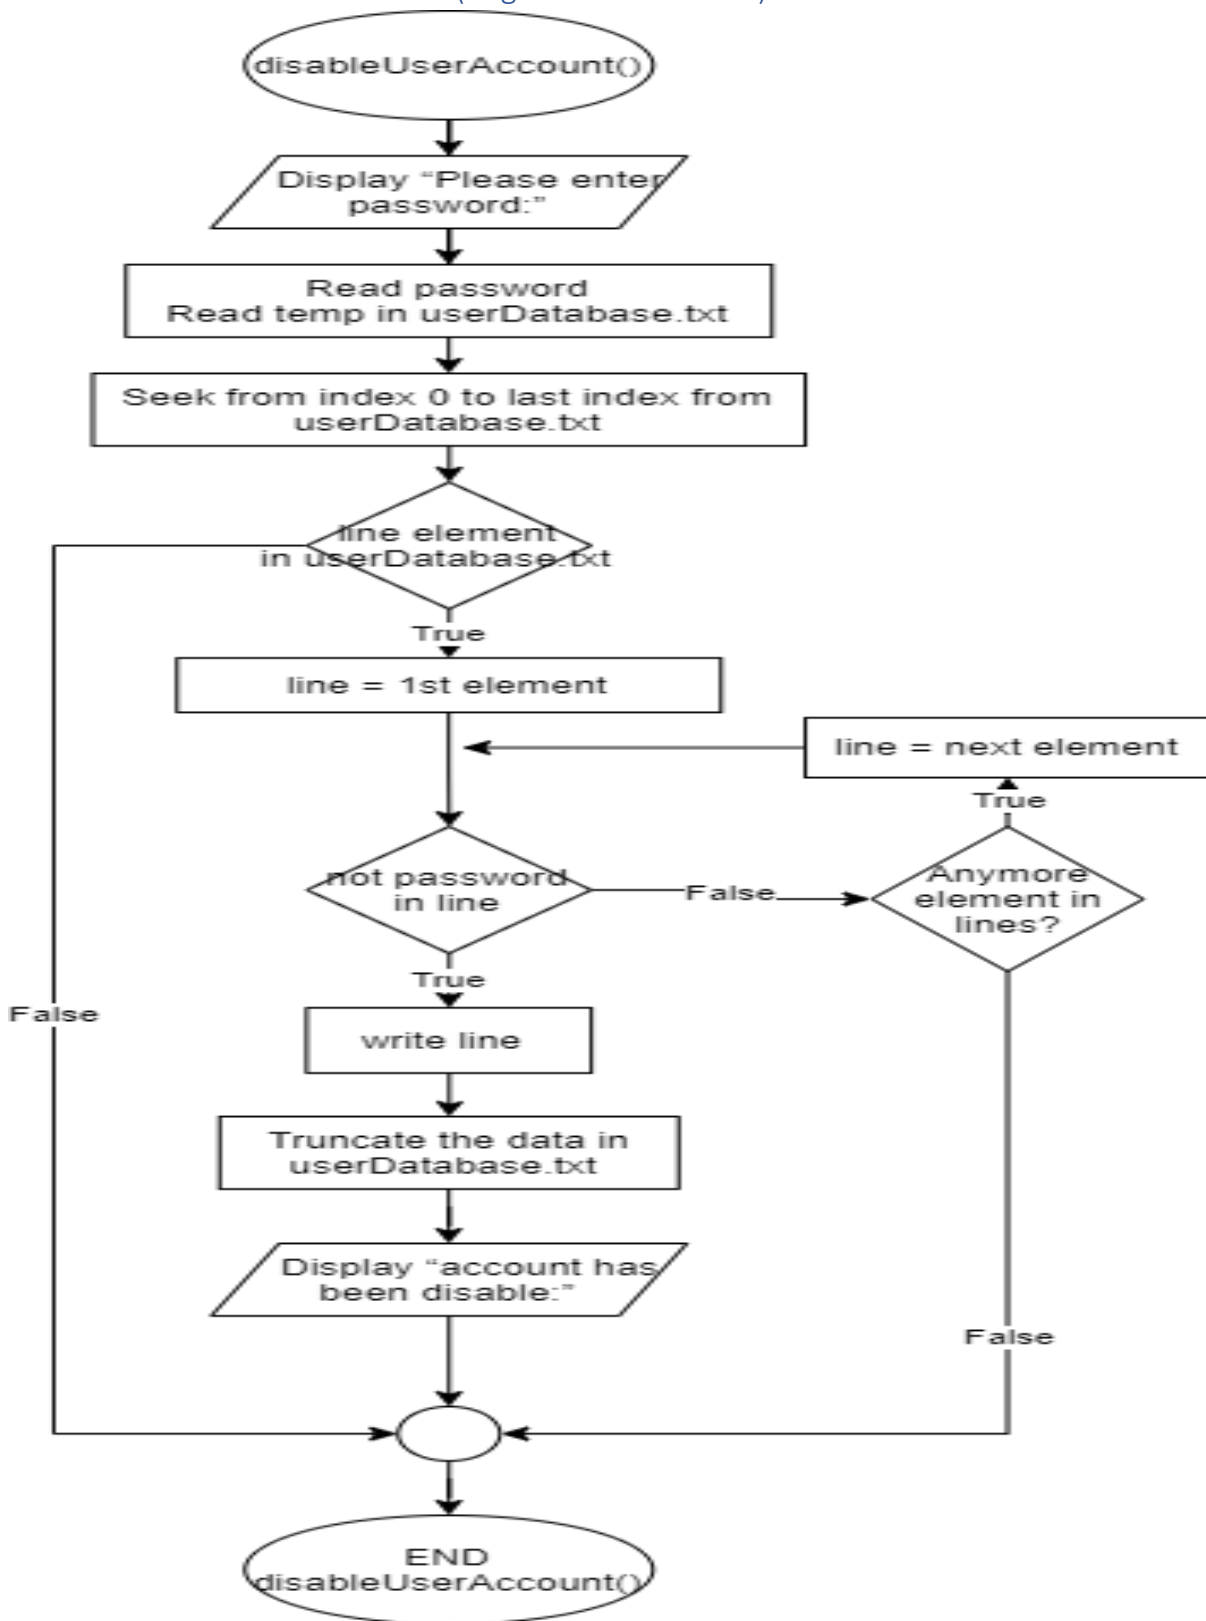 disableUserAccount()
Display “Please enter
password:”
Read password
Read temp in userDatabase.txt
Seek from index 0 to last index from
userDatabase.txt
line element
in userDatabase.txt
True
line = 1st element
line = next element
True
not password
in line
False
Anymore
element in
lines?
True
False
write line
Truncate the data in
userDatabase.txt
Display “account has
been disable:”
False
END
disableUserAccount()